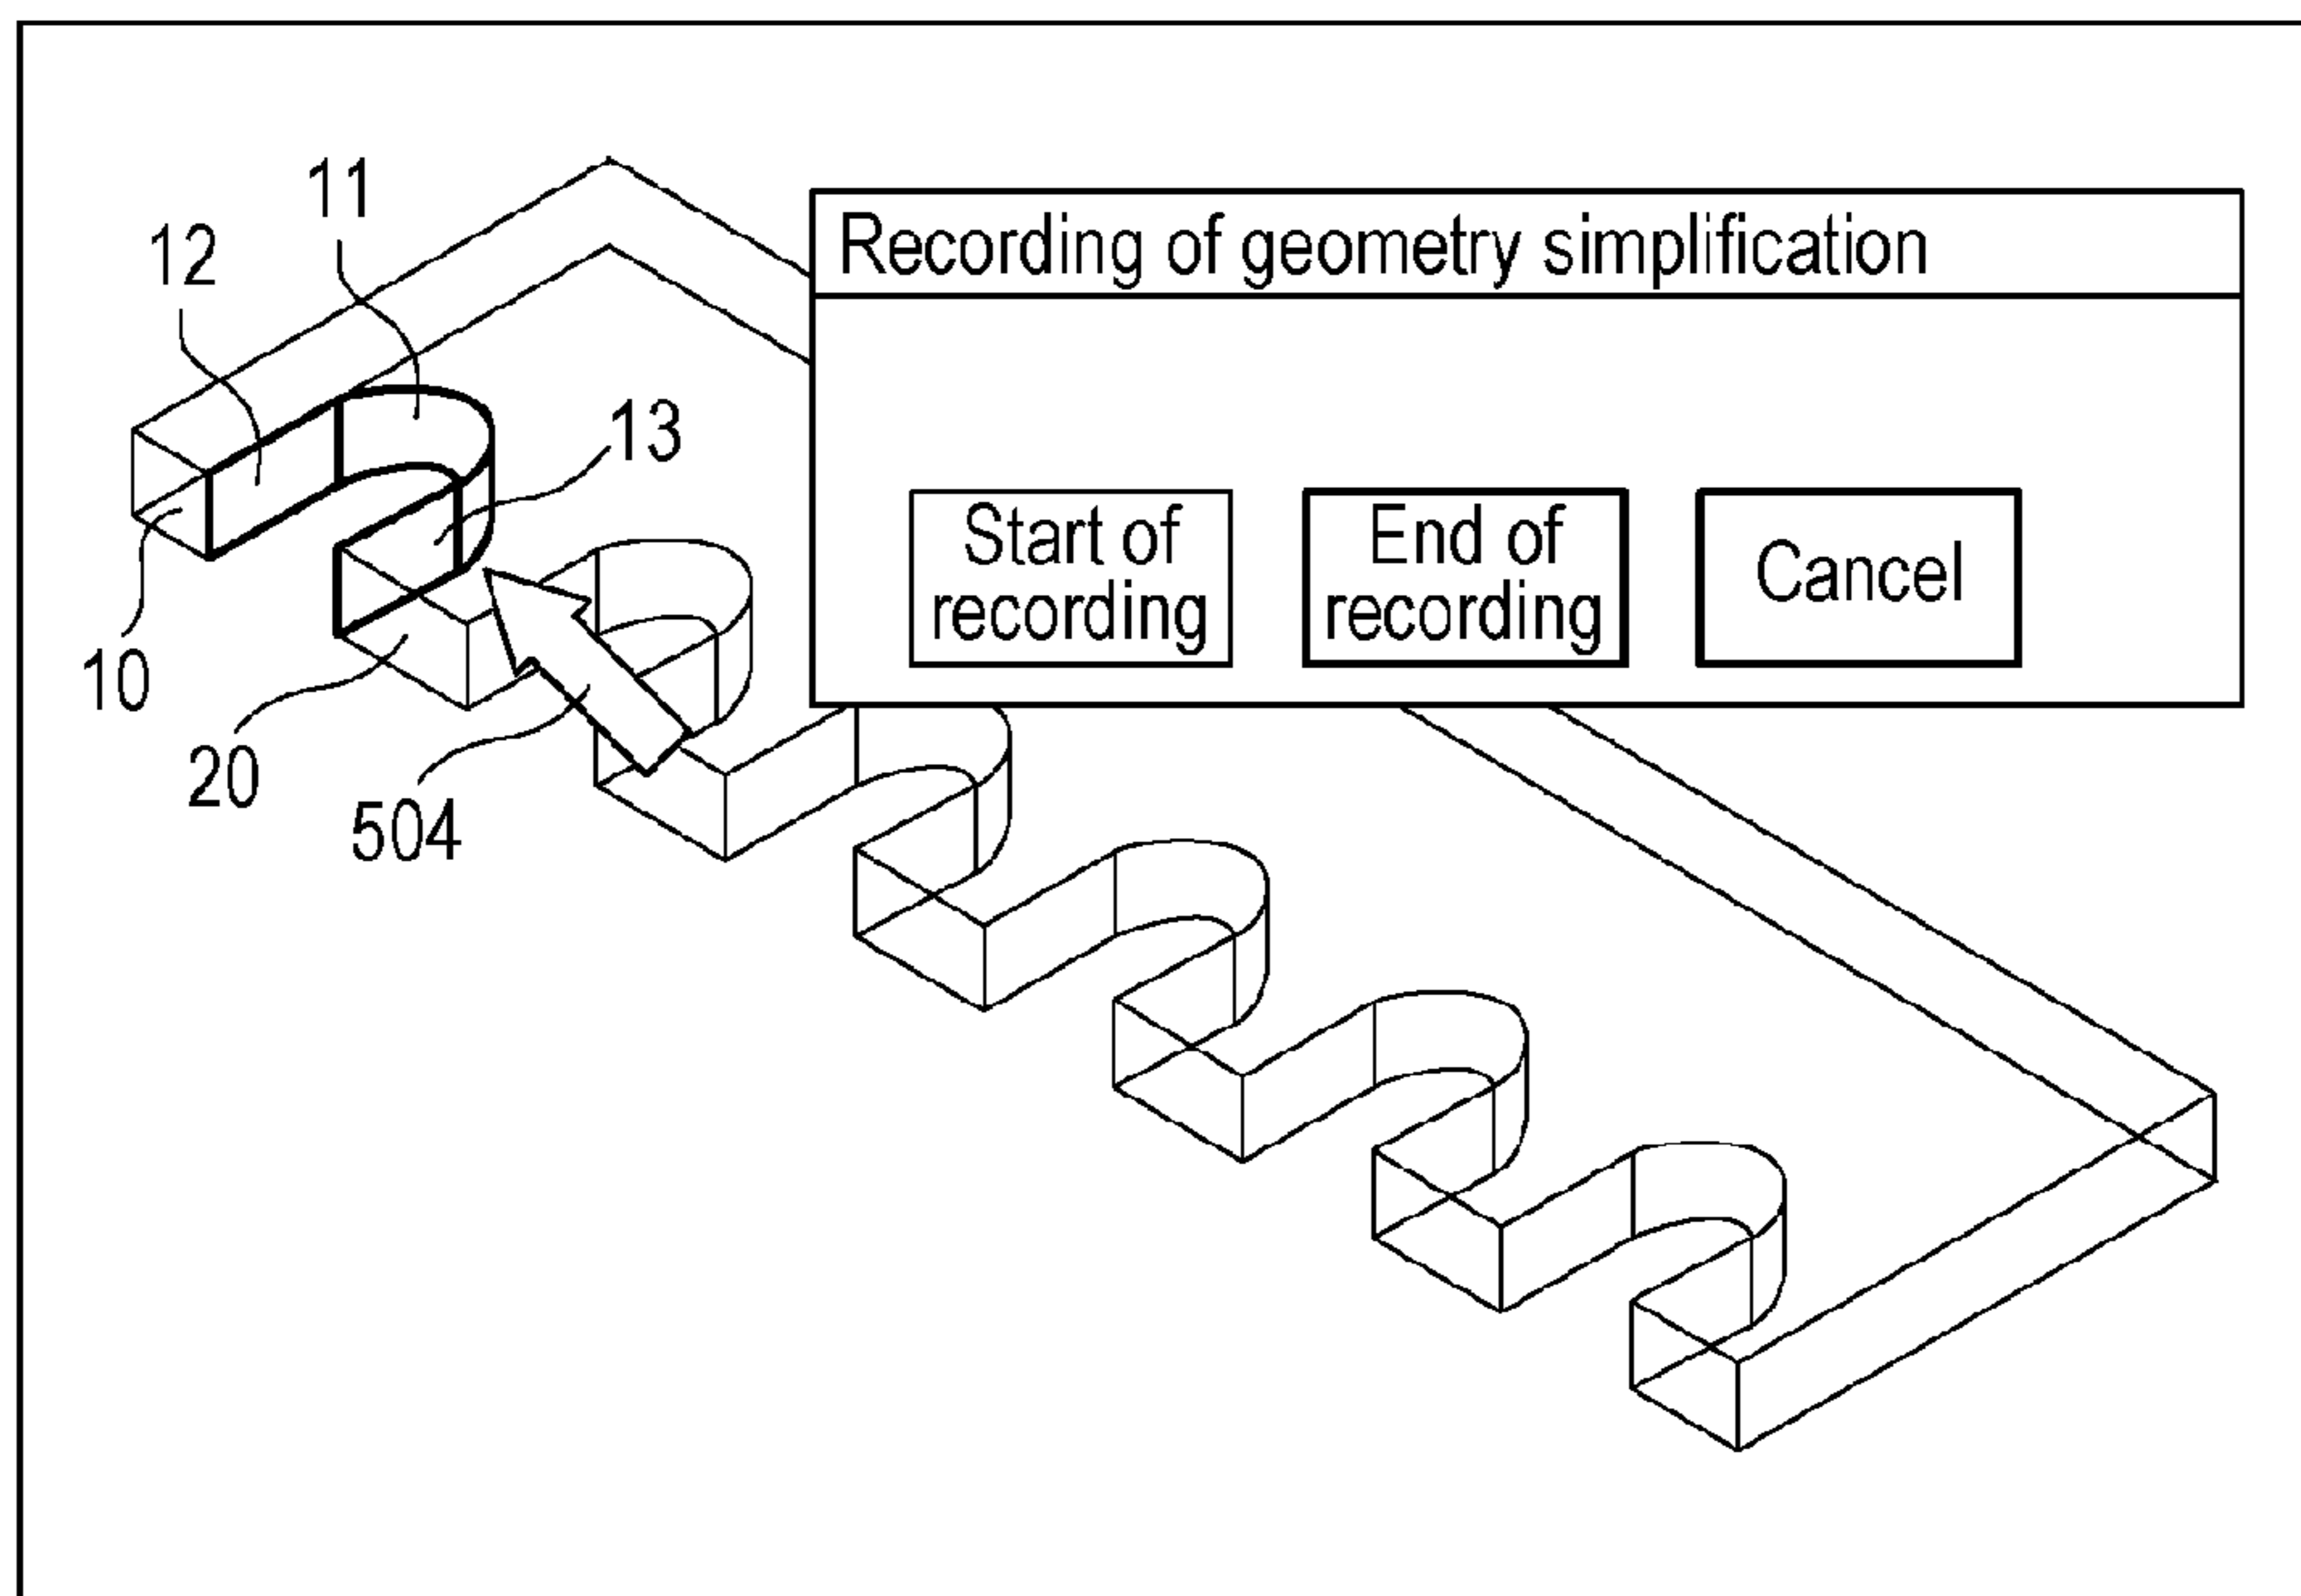 11
12
Recording of geometry simplification
13
Start of
recording
End of
recording
Cancel
10
20
504